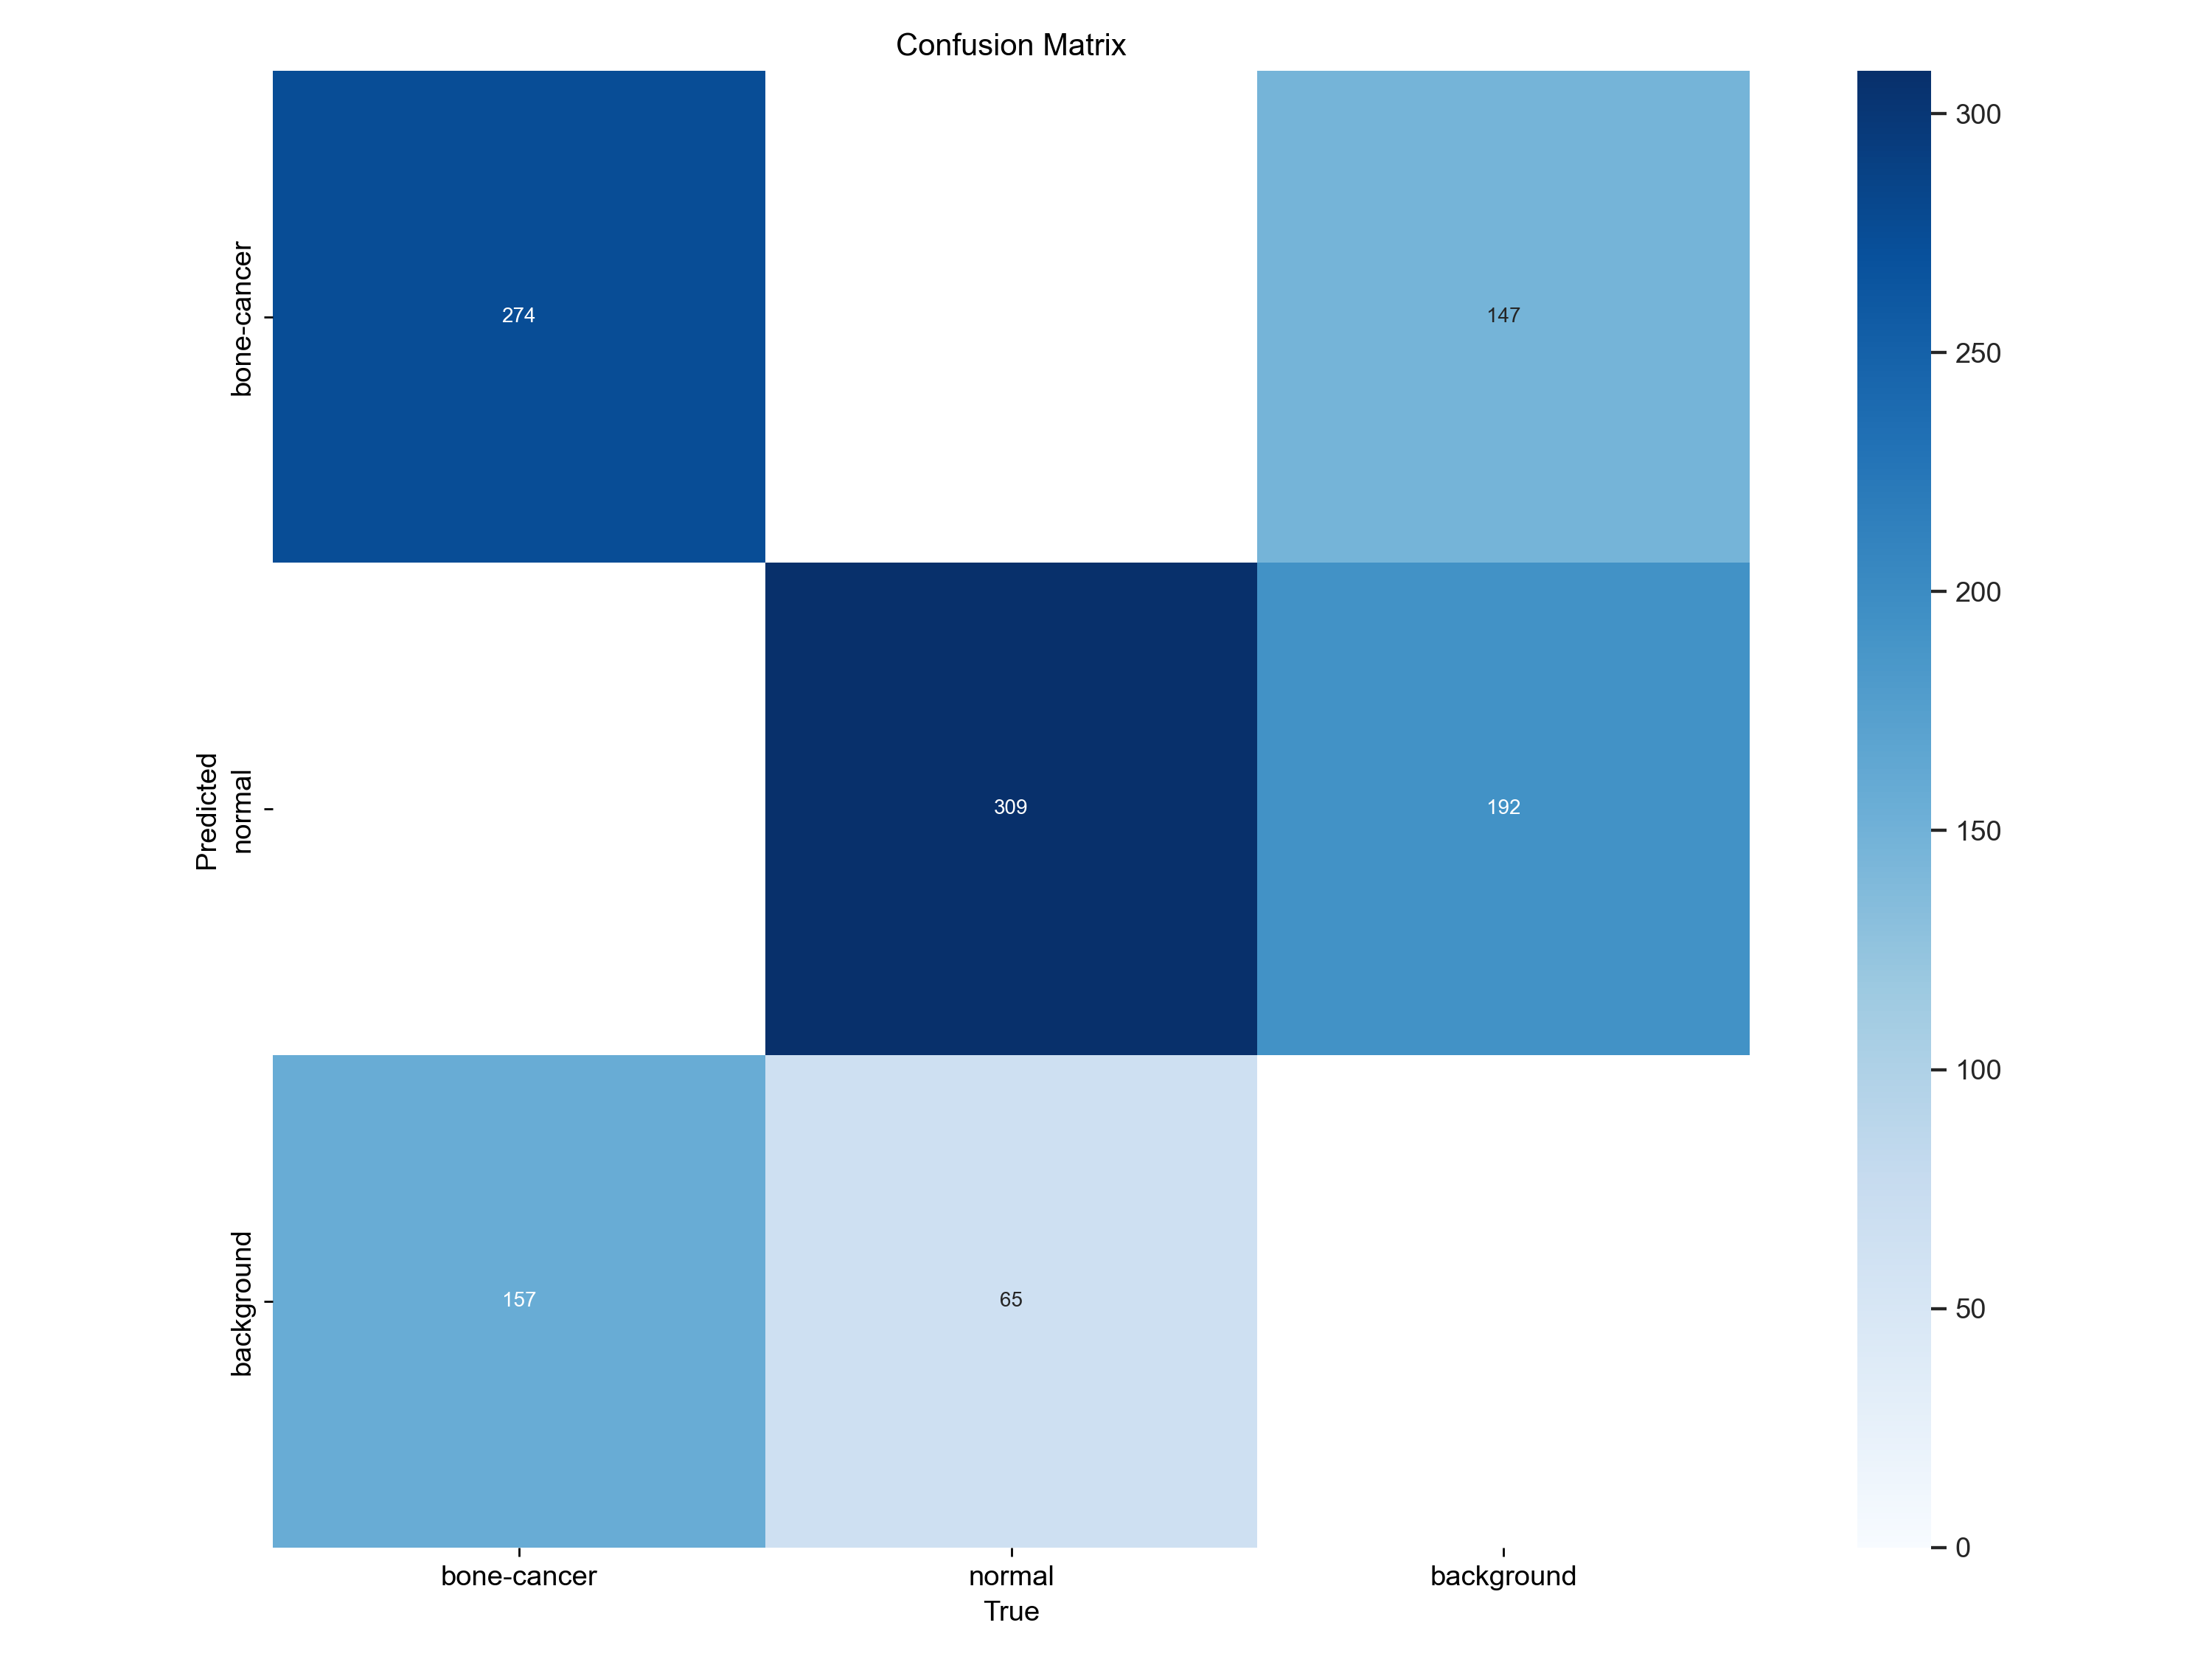 Confusion Matrix
bone-cancer
274
147
Predicted
normal
309
192
background
157
65
bone-cancer
normal
background
True
300
250
200
150
100
50
0